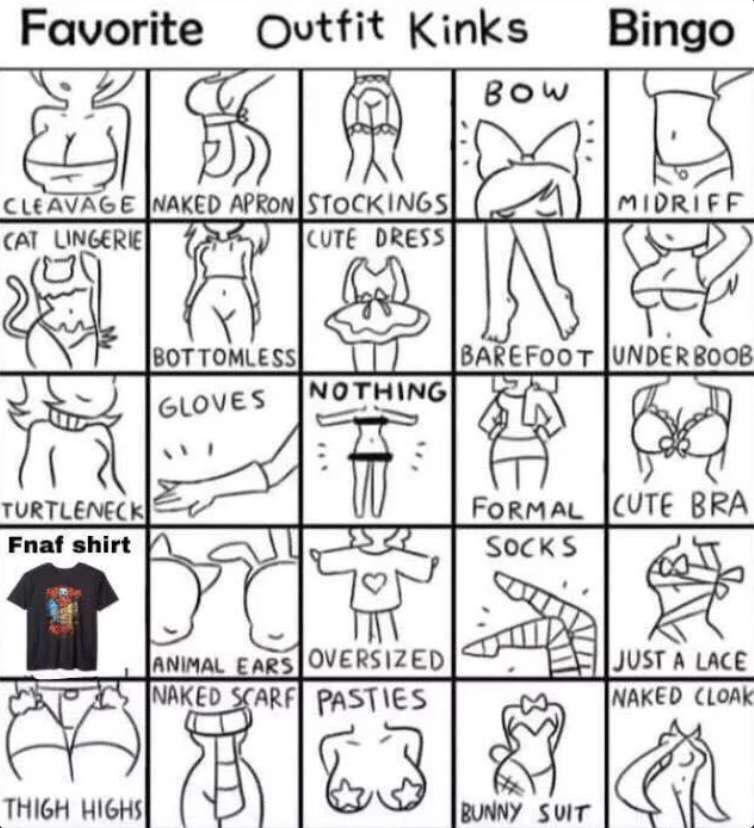 Favorite Outfit Kinks Bingo
CLEAVAGE
NAKED APRON
STOCKINGS
BOW
MIDRIFF
CAT LINGERIE
BOTTOMLESS
CUTE DRESS
BAREFOOT
UNDERBOOB
TURTLENECK
GLOVES
NOTHING
FORMAL
CUTE BRA
Fnaf shirt
ANIMAL EARS
OVERSIZED
SOCKS
JUST A LACE
THIGH HIGHS
NAKED SCARF
PASTIES
BUNNY SUIT
NAKED CLOAK